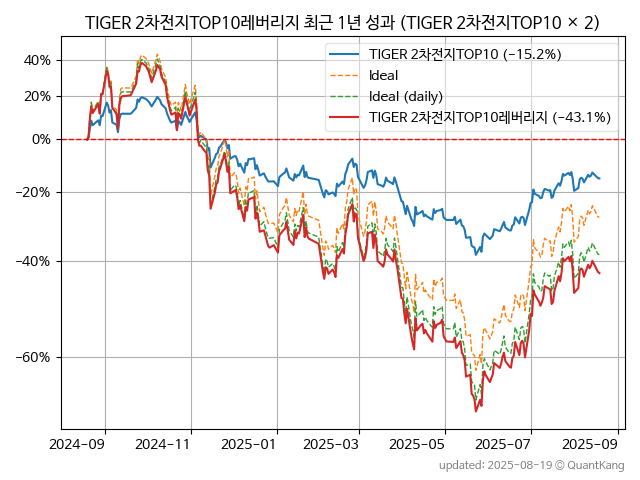 TIGER 2차전지TOP10레버리지 최근 1년 성과 (TIGER 2차전지TOP10 × 2)
TIGER 2차전지TOP10 (−15.2%)
Ideal
Ideal (daily)
TIGER 2차전지TOP10레버리지 (−43.1%)
40%
20%
0%
−20%
−40%
−60%
2024-09 2024-11 2025-01 2025-03 2025-05 2025-07 2025-09
updated: 2025-08-19 © QuantKang